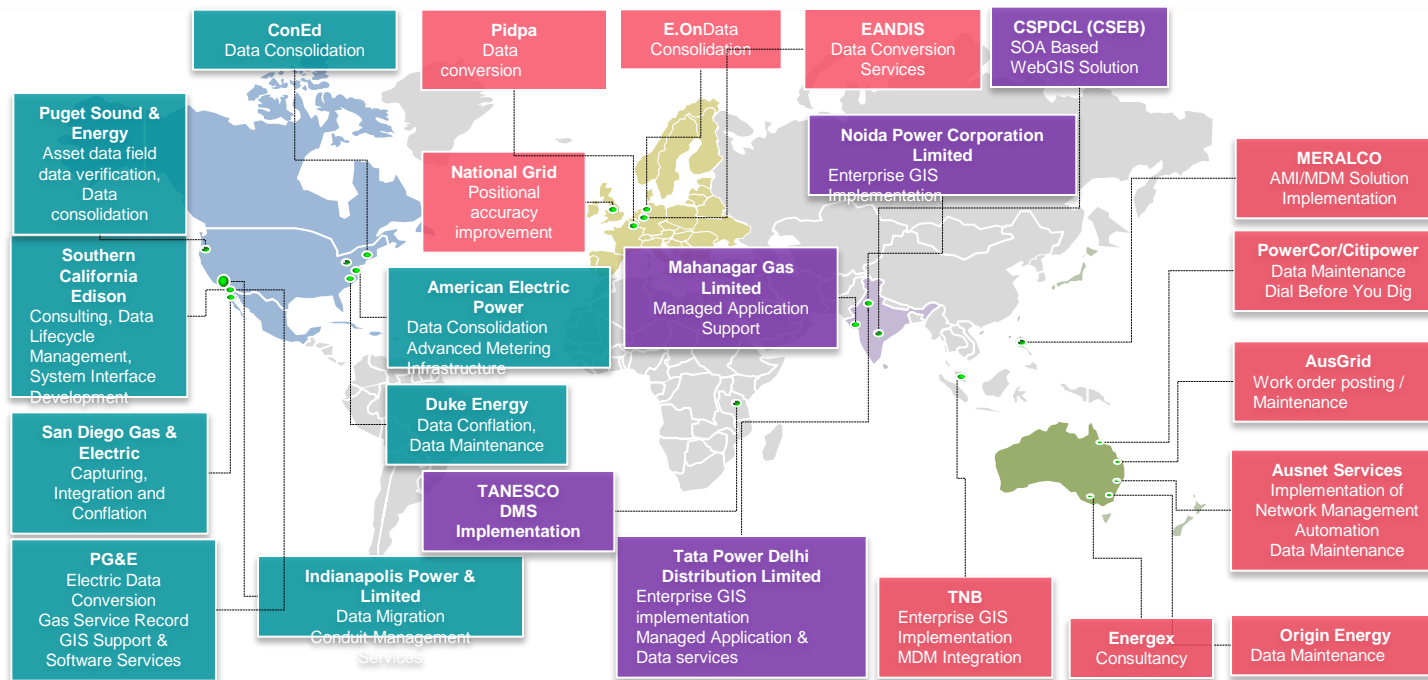 ConEd
Data Consolidation
Pidpa
Data
conversion
E.OnData
Consolidation
EANDIS
Data Conversion
Services
CSPDCL (CSEB)
SOA Based
WebGIS Solution
Puget Sound &
Energy
Asset data field
data verification,
Data
consolidation
National Grid
Positional
accuracy
improvement
Noida Power Corporation
Limited
Enterprise GIS
Implementation
MERALCO
AMI/MDM Solution
Implementation
Southern
California
Edison
Consulting, Data
Lifecycle
Management,
System Interface
Development
American Electric
Power
Data Consolidation
Advanced Metering
Infrastructure
Mahanagar Gas
Limited
Managed Application
Support
PowerCor/Citipower
Data Maintenance
Dial Before You Dig
AusGrid
Work order posting /
Maintenance
Duke Energy
Data Conflation,
Data Maintenance
San Diego Gas &
Electric
Capturing,
Integration and
Conflation
TANESCO
DMS
Implementation
Ausnet Services
Implementation of
Network Management
Automation
Data Maintenance
PG&E
Electric Data
Conversion
Gas Service Record
GIS Support &
Software Services
Indianapolis Power &
Limited
Data Migration
Conduit Management
Services
Tata Power Delhi
Distribution Limited
Enterprise GIS
implementation
Managed Application &
Data services
TNB
Enterprise GIS
Implementation
MDM Integration
Energex
Consultancy
Origin Energy
Data Maintenance